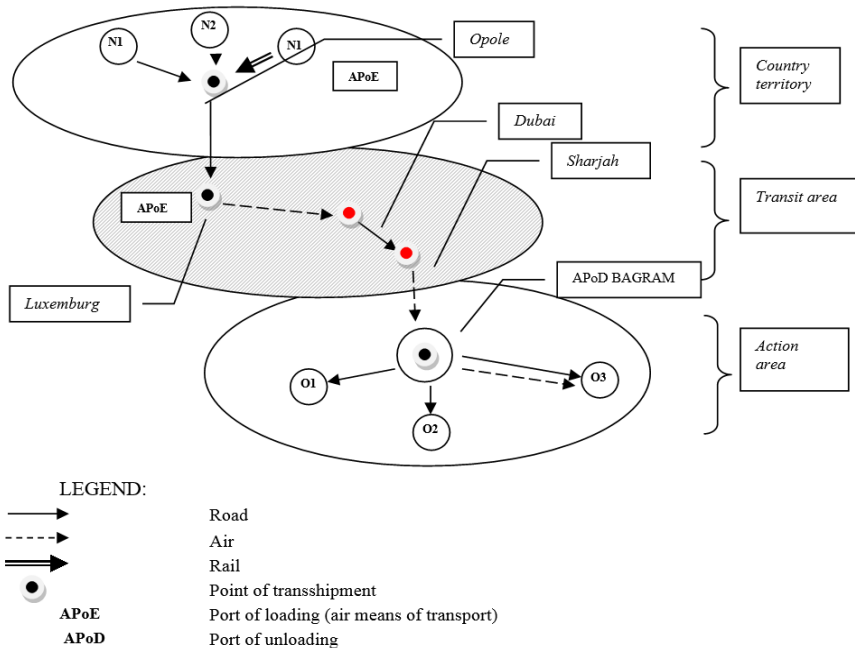 N1
N2
N1
APoE
Opole
Country
territory
Dubai
Sharjah
APoE
Transit area
Luxemburg
APoD BAGRAM
O1
O2
O3
Action
area
LEGEND:
Road
Air
Rail
Point of transshipment
APoE Port of loading (air means of transport)
APoD Port of unloading